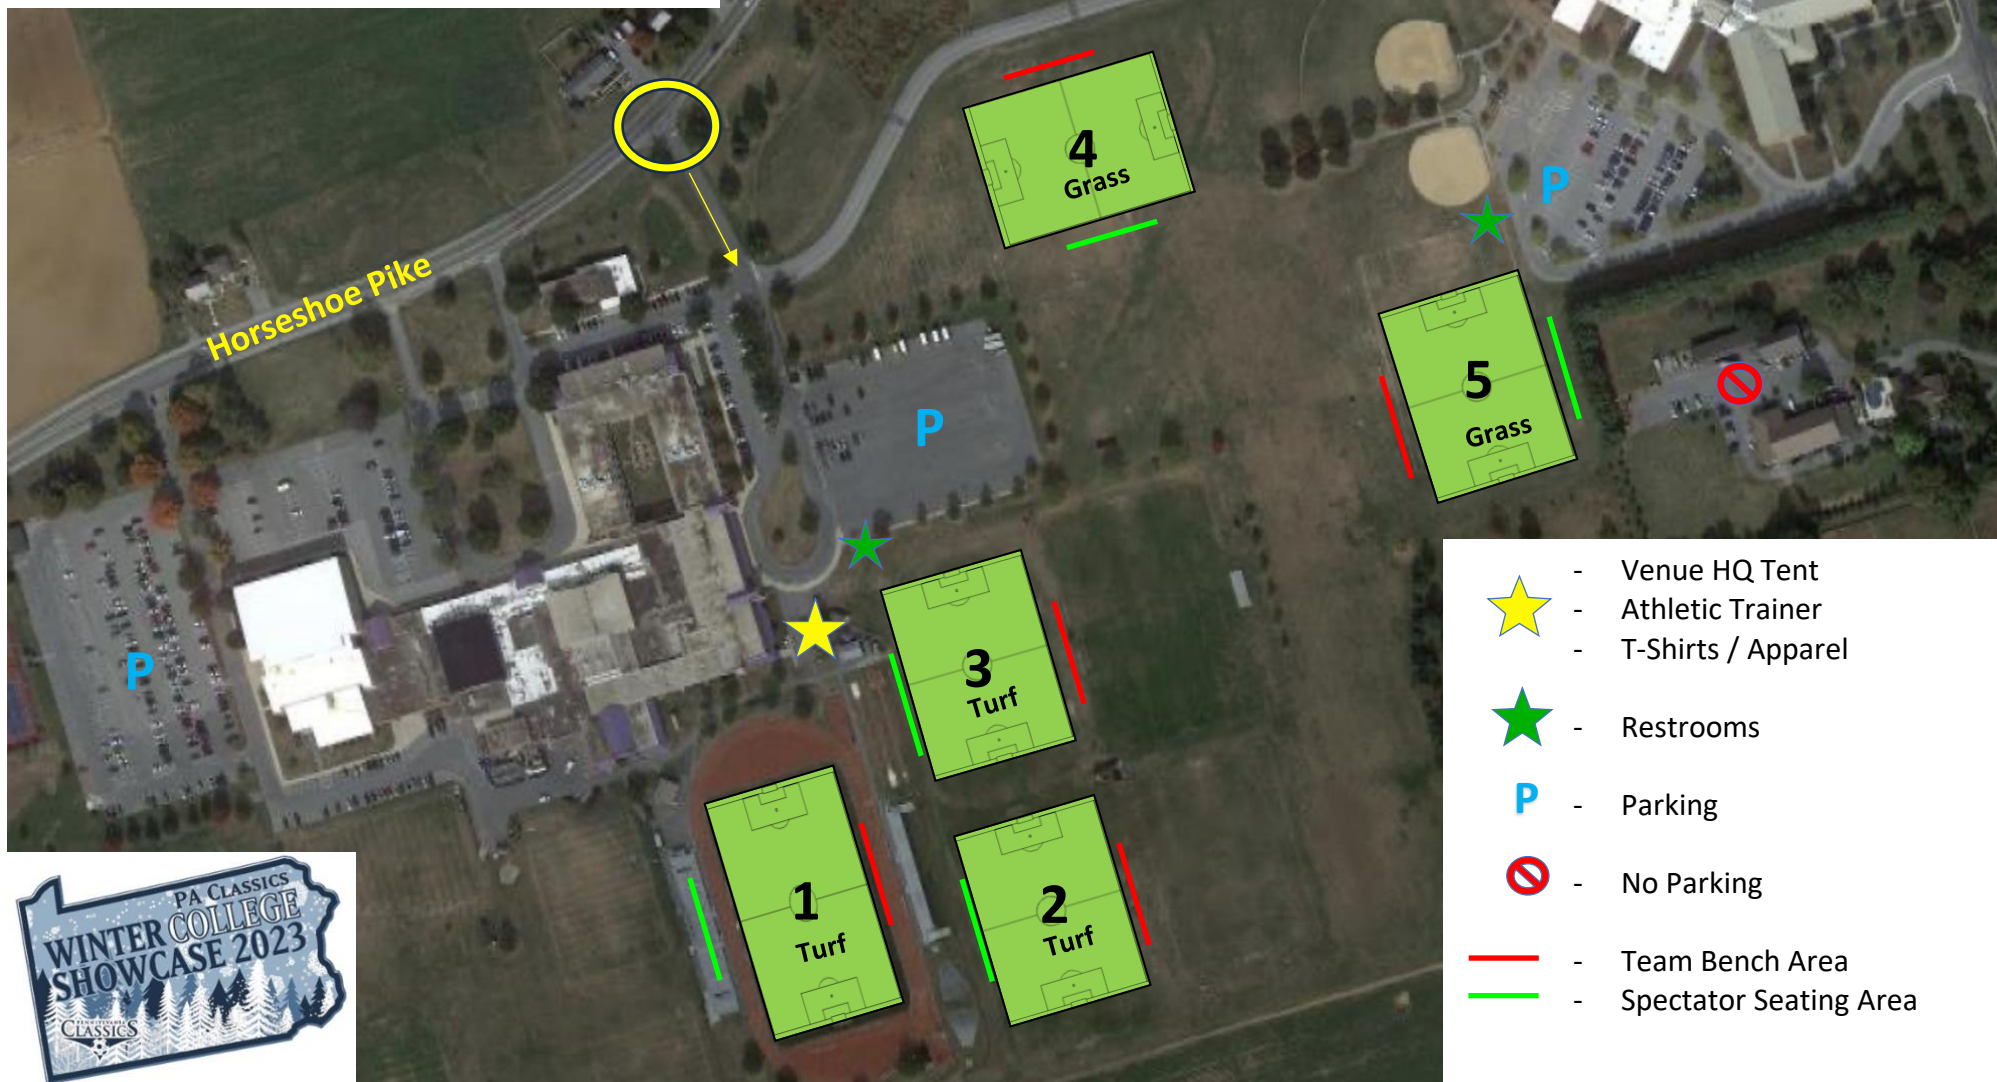 Horseshoe Pike
4
Grass
P
5
Grass
P
3
Turf
P
1
Turf
2
Turf
- Venue HQ Tent
- Athletic Trainer
- T-Shirts / Apparel
- Restrooms
P - Parking
- No Parking
- Team Bench Area
- Spectator Seating Area
PA CLASSICS
COLLEGE
WINTER
SHOWCASE 2023
PENNSYLVANIA
CLASSICS